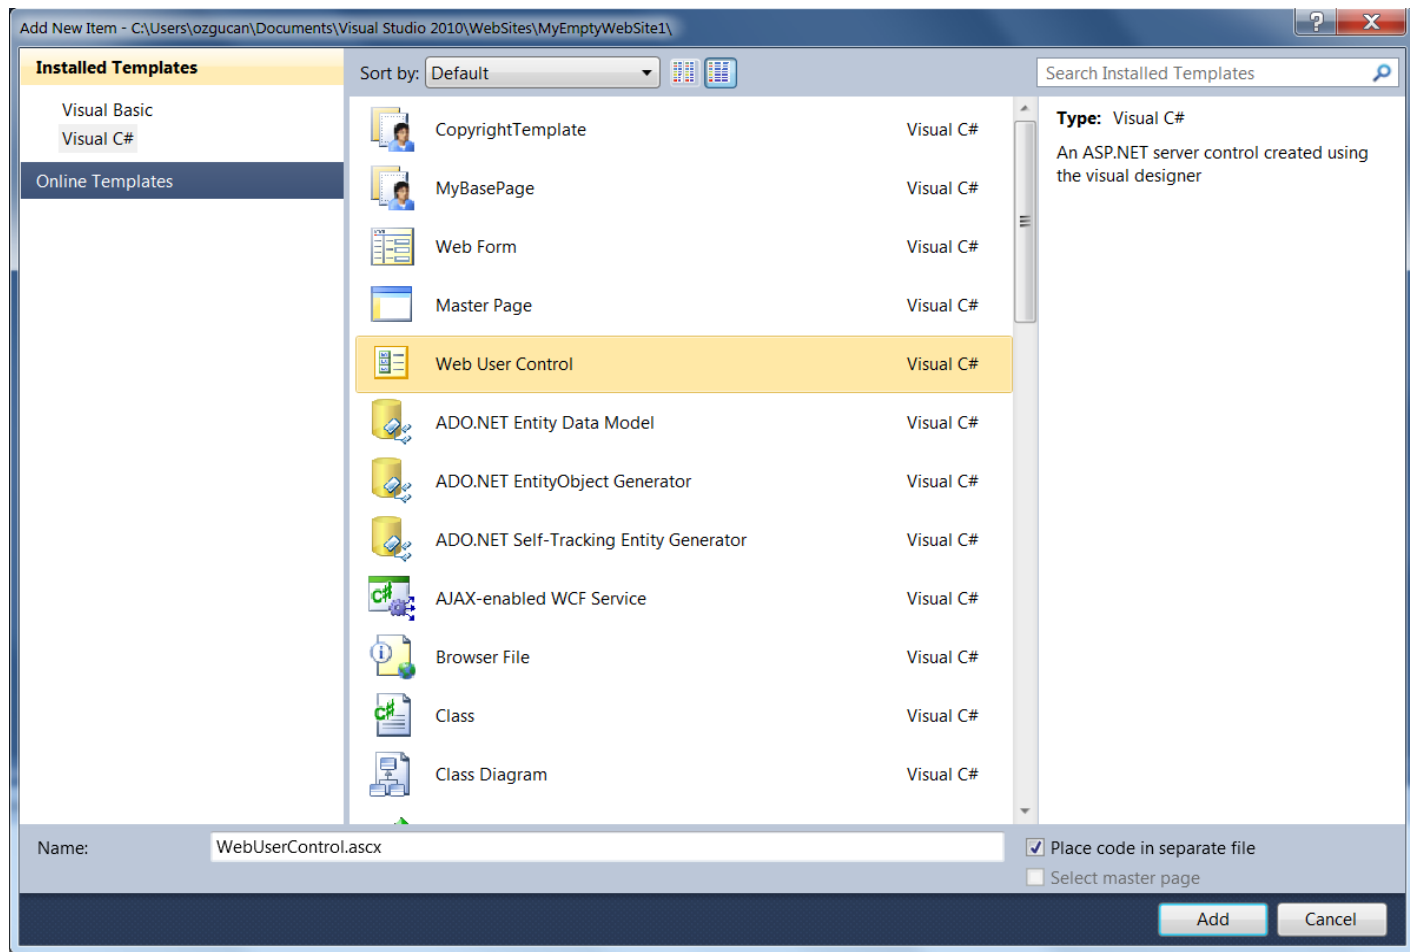 Add New Item - C:\Users\ozgucan\Documents\Visual Studio 2010\WebSites\MyEmptyWebSite1\
Installed Templates
Visual Basic
Visual C#
Online Templates
Sort by: Default
Search Installed Templates
CopyrightTemplate Visual C#
MyBasePage Visual C#
Web Form Visual C#
Master Page Visual C#
Web User Control Visual C#
ADO.NET Entity Data Model Visual C#
ADO.NET EntityObject Generator Visual C#
ADO.NET Self-Tracking Entity Generator Visual C#
AJAX-enabled WCF Service Visual C#
Browser File Visual C#
Class Visual C#
Class Diagram Visual C#
Type: Visual C#
An ASP.NET server control created using
the visual designer
Name: WebUserControl.ascx
Place code in separate file
Select master page
Add Cancel